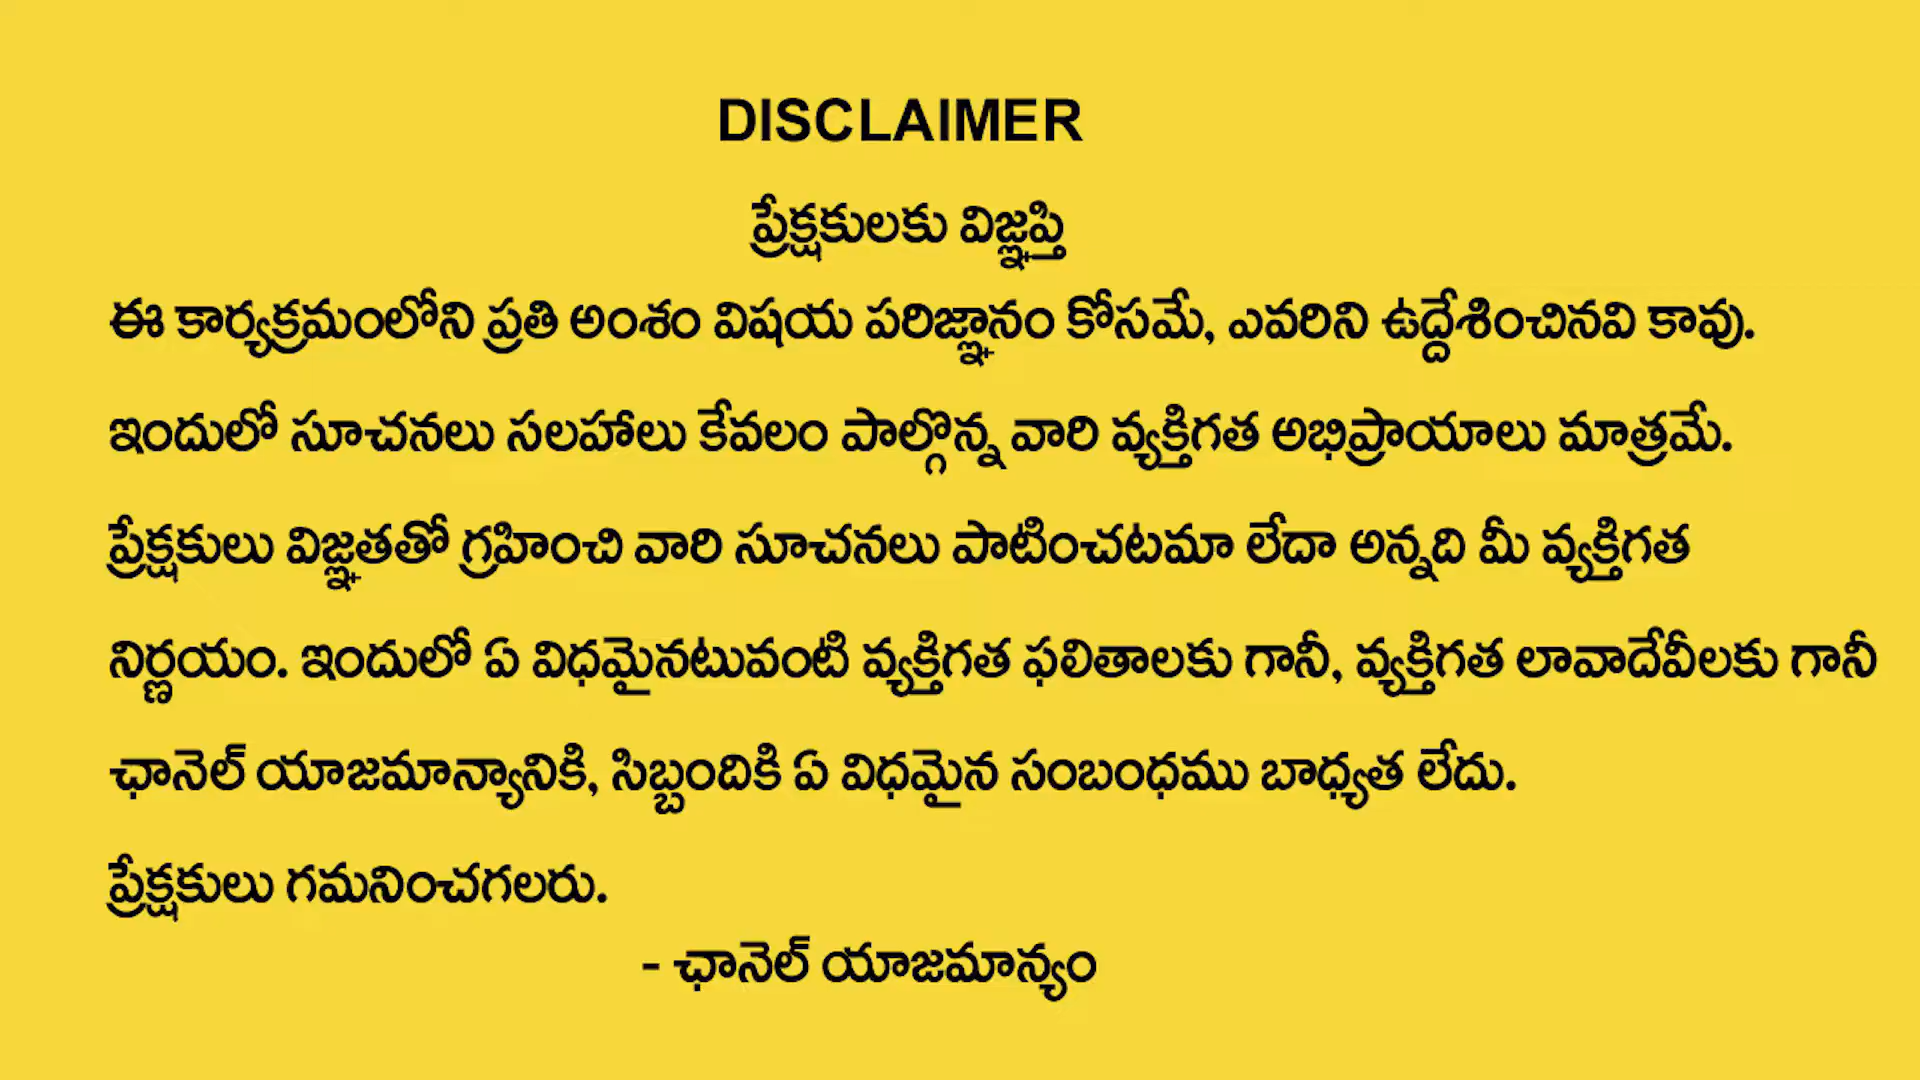 DISCLAIMER
ప్రేక్షకులకు విజ్ఞప్తి
ఈ కార్యక్రమంలోని ప్రతి అంశం విషయ పరిజ్ఞానం కోసమే, ఎవరిని ఉద్దేశించినవి కావు.
ఇందులో సూచనలు సలహాలు కేవలం పాల్గొన్న వారి వ్యక్తిగత అభిప్రాయాలు మాత్రమే.
ప్రేక్షకులు విజ్ఞతతో గ్రహించి వారి సూచనలు పాటించటమా లేదా అన్నది మీ వ్యక్తిగత
నిర్ణయం. ఇందులో ఏ విధమైనటువంటి వ్యక్తిగత ఫలితాలకు గానీ, వ్యక్తిగత లావాదేవీలకు గానీ
ఛానెల్ యాజమాన్యానికి, సిబ్బందికి ఏ విధమైన సంబంధము బాధ్యత లేదు.
ప్రేక్షకులు గమనించగలరు.
- ఛానెల్ యాజమాన్యం